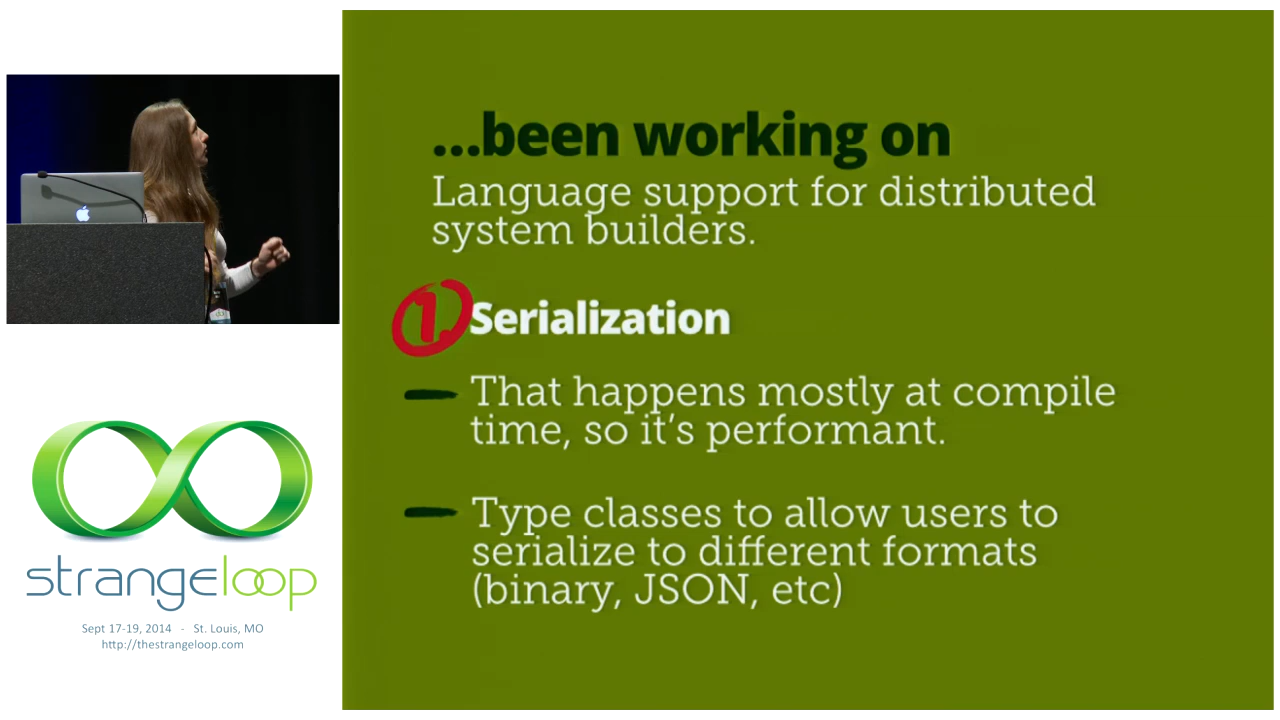 ...been working on
Language support for distributed
system builders.
1.
Serialization
That happens mostly at compile
time, so it's performant.
Type classes to allow users to
serialize to different formats
(binary, JSON, etc)
strangeloop
Sept 17-19, 2014 - St. Louis, MO
http://thestrangeloop.com